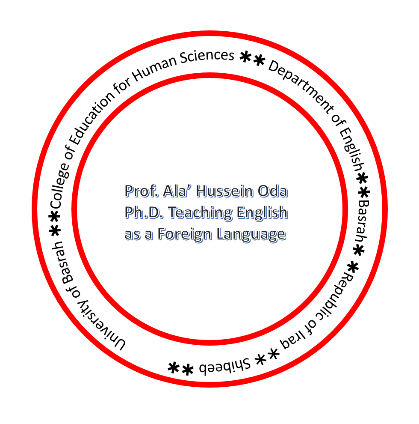 University of Basrah **College of Education for Human Sciences ** Department of English**Basrah* *Republic of Iraq ** Shibeeb **
Prof. Ala’ Hussein Oda
Ph.D. Teaching English
as a Foreign Language